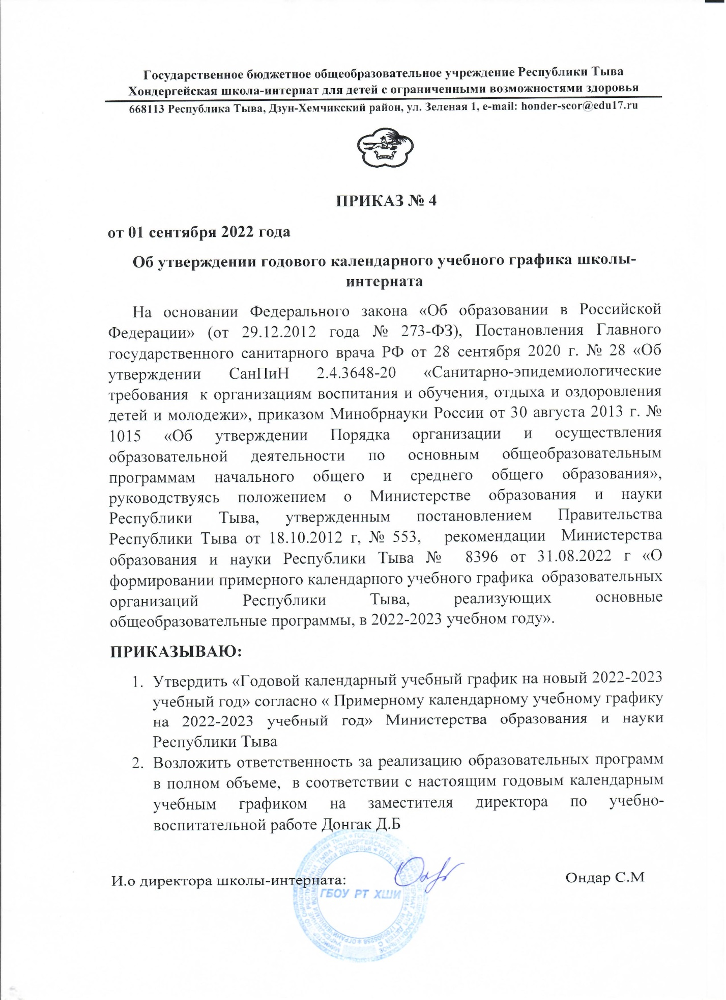 Государственное бюджетное общеобразовательное учреждение Республики Тыва
Хондергейская школа-интернат для детей с ограниченными возможностями здоровья
668113 Республика Тыва, Дзун-Хемчикский район, ул. Зеленая 1, e-mail: honder-scor@edu17.ru
ПРИКАЗ № 4
от 01 сентября 2022 года
Об утверждении годового календарного учебного графика школы-
интерната
На основании Федерального закона «Об образовании в Российской
Федерации» (от 29.12.2012 года № 273-ФЗ), Постановления Главного
государственного санитарного врача РФ от 28 сентября 2020 г. № 28 «Об
утверждении СанПиН 2.4.3648-20 «Санитарно-эпидемиологические
требования к организациям воспитания и обучения, отдыха и оздоровления
детей и молодежи», приказом Минобрнауки России от 30 августа 2013 г. №
1015 «Об утверждении Порядка организации и осуществления
образовательной деятельности по основным общеобразовательным
программам начального общего и среднего общего образования»,
руководствуясь положением о Министерстве образования и науки
Республики Тыва, утвержденным постановлением Правительства
Республики Тыва от 18.10.2012 г, № 553, рекомендации Министерства
образования и науки Республики Тыва № 8396 от 31.08.2022 г «О
формировании примерного календарного учебного графика образовательных
организаций Республики Тыва, реализующих основные
общеобразовательные программы, в 2022-2023 учебном году».
ПРИКАЗЫВАЮ:
1. Утвердить «Годовой календарный учебный график на новый 2022-2023
учебный год» согласно « Примерному календарному учебному графику
на 2022-2023 учебный год» Министерства образования и науки
Республики Тыва
2. Возложить ответственность за реализацию образовательных программ
в полном объеме, в соответствии с настоящим годовым календарным
учебным графиком на заместителя директора по учебно-
воспитательной работе Донгак Д.Б
И.о директора школы-интерната: Ондар С.М
ГБОУ РТ ХШИ